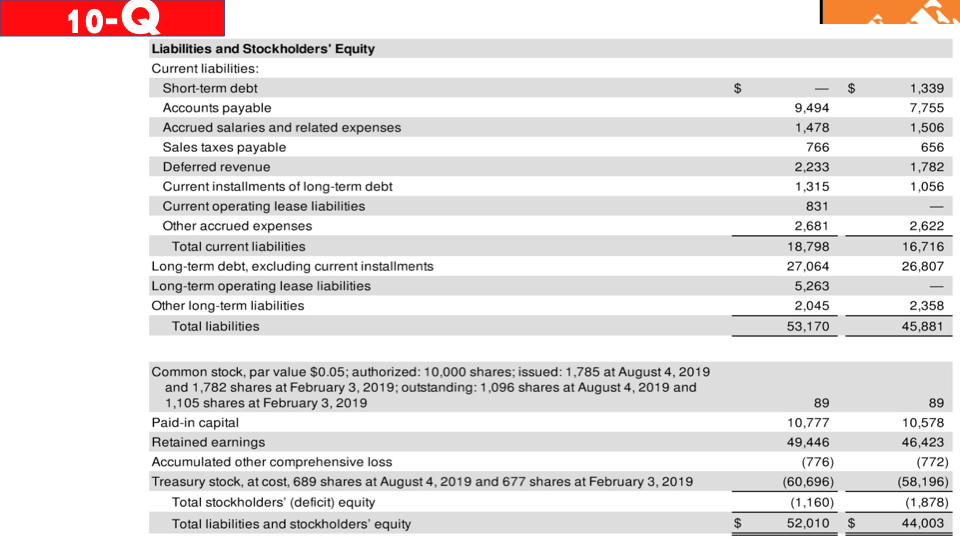 10-Q
Liabilities and Stockholders' Equity
Current liabilities:
Short-term debt $ — $ 1,339
Accounts payable 9,494 7,755
Accrued salaries and related expenses 1,478 1,506
Sales taxes payable 766 656
Deferred revenue 2,233 1,782
Current installments of long-term debt 1,315 1,056
Current operating lease liabilities 831 —
Other accrued expenses 2,681 2,622
Total current liabilities 18,798 16,716
Long-term debt, excluding current installments 27,064 26,807
Long-term operating lease liabilities 5,263 —
Other long-term liabilities 2,045 2,358
Total liabilities 53,170 45,881
Common stock, par value $0.05; authorized: 10,000 shares; issued: 1,785 at August 4, 2019
and 1,782 shares at February 3, 2019; outstanding: 1,096 shares at August 4, 2019 and
1,105 shares at February 3, 2019 89 89
Paid-in capital 10,777 10,578
Retained earnings 49,446 46,423
Accumulated other comprehensive loss (776) (772)
Treasury stock, at cost, 689 shares at August 4, 2019 and 677 shares at February 3, 2019 (60,696) (58,196)
Total stockholders' (deficit) equity (1,160) (1,878)
Total liabilities and stockholders' equity $ 52,010 $ 44,003